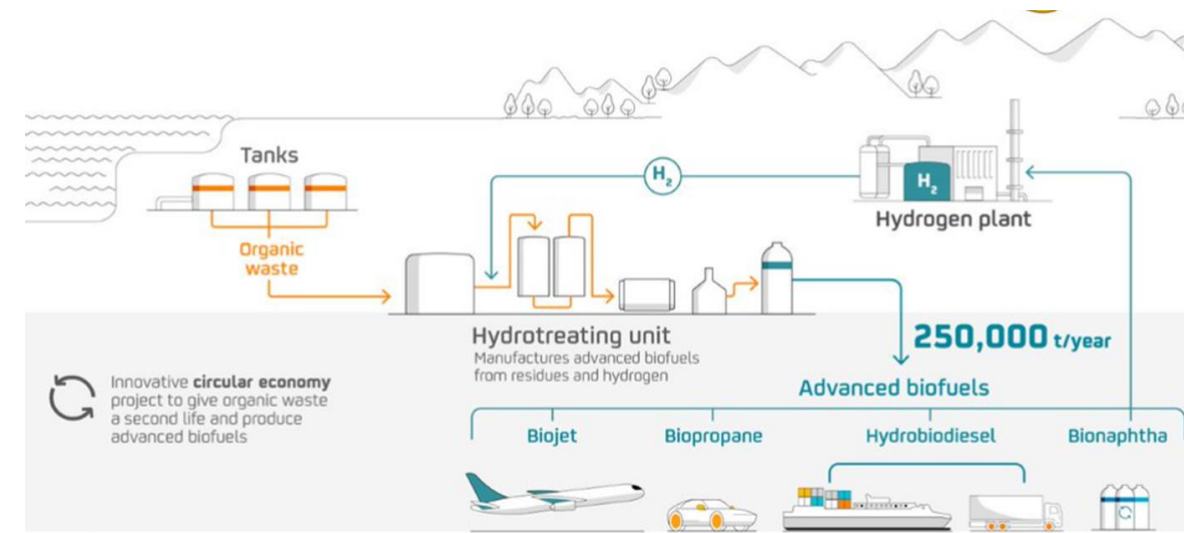 Tanks
Organic
waste
H₂
H₂
Hydrogen plant
Hydrotreating unit
Manufactures advanced biofuels
from residues and hydrogen
250,000 t/year
Innovative circular economy
project to give organic waste
a second life and produce
advanced biofuels
Advanced biofuels
Biojet
Biopropane
Hydrobiodiesel
Bionaphtha